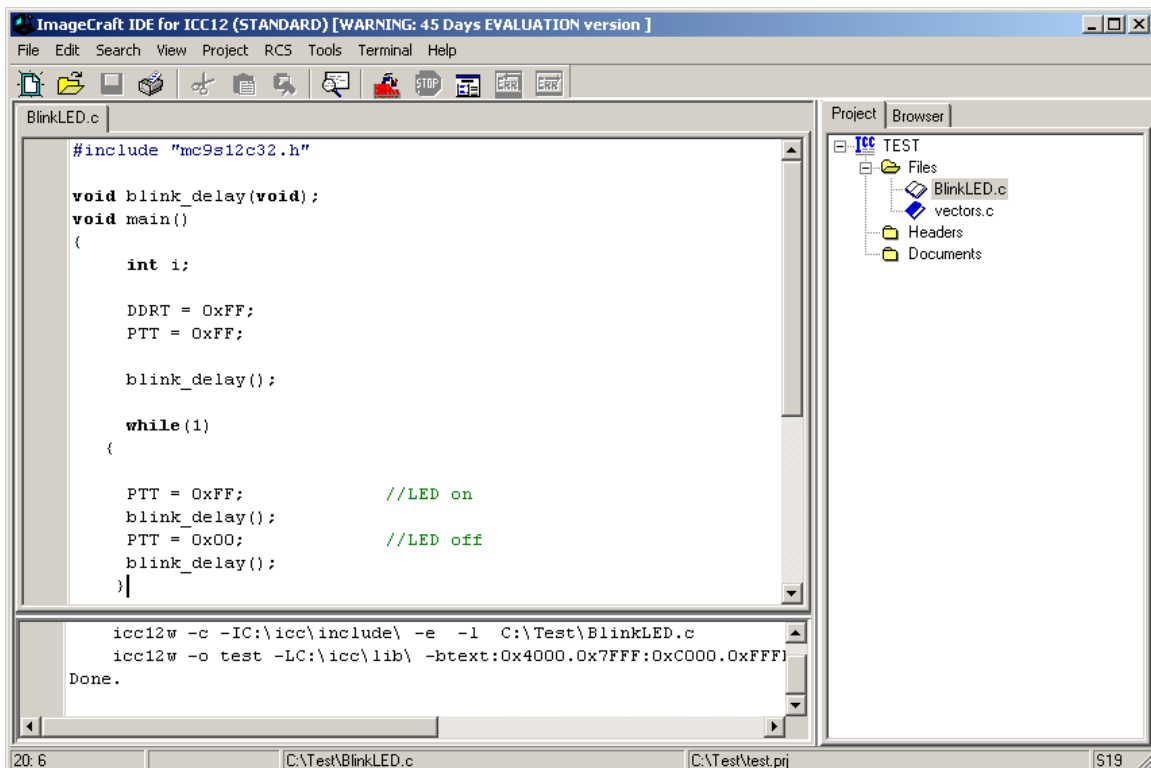 ImageCraft IDE for ICC12 (STANDARD) [WARNING: 45 Days EVALUATION version ]
File Edit Search View Project RCS Tools Terminal Help
STOP ERR ERR
BlinkLED.c
#include "mc9s12c32.h"
void blink_delay(void);
void main()
{
int i;
DDRT = 0xFF;
PTT = 0xFF;
blink_delay();
while(1)
{
PTT = 0xFF; //LED on
blink_delay();
PTT = 0x00; //LED off
blink_delay();
}
icc12w -c -IC:\icc\include\ -e -l C:\Test\BlinkLED.c
icc12w -o test -LC:\icc\lib\ -btext:0x4000.0x7FFF:0xC000.0xFFF
Done.
Project Browser
ICC TEST
Files
BlinkLED.c
vectors.c
Headers
Documents
20: 6 C:\Test\BlinkLED.c C:\Test\test.prj S19